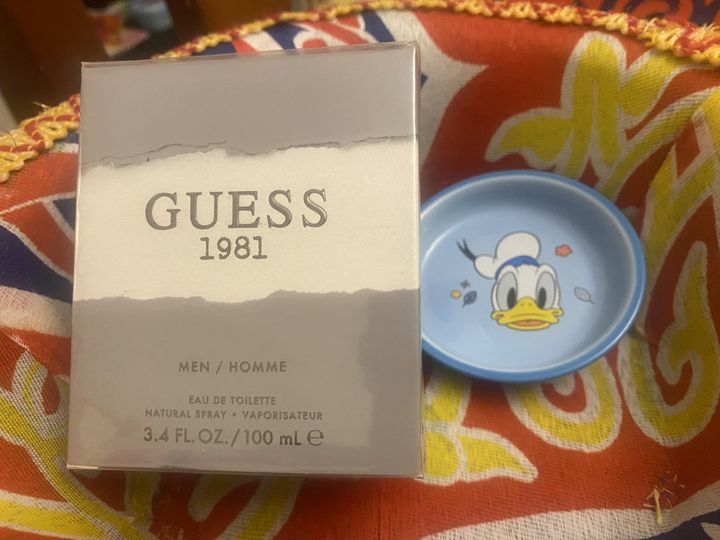 GUESS
1981
MEN / HOMME
EAU DE TOILETTE
NATURAL SPRAY • VAPORISATEUR
3.4 FL. OZ. / 100 mL ℮